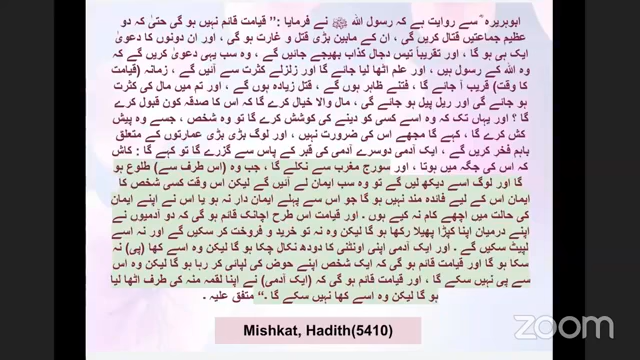 ابوہریرہ ؓ سے روایت ہے کہ رسول اللہ ﷺ نے فرمایا :’’ قیامت قائم نہیں ہو گی حتیٰ کہ دو
عظیم جماعتیں قتال کریں گی ، ان کے مابین بڑی قتل و غارت ہو گی ، اور ان دونوں کا دعویٰ
ایک ہی ہو گا ، اور تقریباً تیس دجال کذاب بھیجے جائیں گے ، وہ سب یہی دعویٰ کریں گے کہ
وہ اللہ کے رسول ہیں ، اور علم اٹھا لیا جائے گا اور زلزلے کثرت سے آئیں گے ، زمانہ (قیامت
کا وقت) قریب آ جائے گا ، فتنے ظاہر ہوں گے ، قتل زیادہ ہوں گے ، اور تم میں مال کی کثرت
ہو جائے گی اور ریل پیل ہو جائے گی ، مال والا خیال کرے گا کہ اس کا صدقہ کون قبول کرے
گا ؟ اور یہاں تک کہ وہ اسے کسی کو دینے کی کوشش کرے گا تو وہ شخص ، جسے وہ پیش
کش کرے گا ، کہے گا مجھے اس کی ضرورت نہیں ، اور لوگ بڑی بڑی عمارتوں کے متعلق
باہم فخر کریں گے ، ایک آدمی دوسرے آدمی کی قبر کے پاس سے گزرے گا تو کہے گا : کاش
کہ اس کی جگہ میں ہوتا ، اور سورج مغرب سے نکلے گا ، جب وہ (اس طرف سے) طلوع ہو
گا اور لوگ اسے دیکھ لیں گے تو وہ سب ایمان لے آئیں گے لیکن اس وقت کسی شخص کا
ایمان اس کے لیے فائدہ مند نہیں ہو گا جو اس سے پہلے ایمان دار نہ ہو یا اس نے اپنے ایمان
کی حالت میں اچھے کام نہ کیے ہوں ۔ اور قیامت اس طرح اچانک قائم ہو گی کہ دو آدمیوں نے
اپنے درمیان اپنا کپڑا پھیلا رکھا ہو گا لیکن وہ نہ تو خرید و فروخت کر سکیں گے اور نہ اسے
لپیٹ سکیں گے ۔ اور ایک آدمی اپنی اونٹنی کا دودھ نکال چکا ہو گا لیکن وہ اسے کھا (پی) نہ
سکا ہو گا اور قیامت قائم ہو گی کہ ایک شخص اپنے حوض کی لپائی کر رہا ہو گا لیکن وہ اس
سے پی نہیں سکے گا ، اور قیامت قائم ہو گی کہ (ایک آدمی) نے اپنا لقمہ منہ کی طرف اٹھا لیا
ہو گا لیکن وہ اسے کھا نہیں سکے گا ۔‘‘ متفق علیہ ۔
Mishkat, Hadith(5410)
zoom